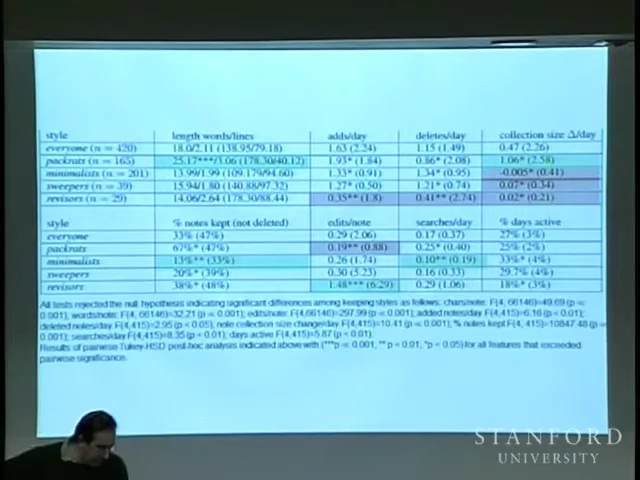 style length words/lines adds/day deletes/day collection size Δ/day
everyone (n = 420) 18.0/2.11 (138.95/79.18) 1.63 (2.24) 1.15 (1.49) 0.47 (2.26)
packrats (n = 165) 25.17***/3.06 (178.30/40.12) 1.93* (1.84) 0.86* (2.08) 1.06* (2.58)
minimalists (n = 201) 13.99/1.99 (109.179/94.60) 1.33* (0.91) 1.34* (0.95) -0.005* (0.41)
sweepers (n = 39) 15.94/1.80 (140.88/97.32) 1.27* (0.50) 1.21* (0.74) 0.07* (0.34)
revisors (n = 29) 14.06/2.64 (178.30/88.44) 0.35** (1.8) 0.41** (2.74) 0.02* (0.21)
style % notes kept (not deleted) edits/note searches/day % days active
everyone 33% (47%) 0.29 (2.06) 0.17 (0.37) 27% (3%)
packrats 67%* (47%) 0.19** (0.88) 0.25* (0.40) 25% (2%)
minimalists 13%** (33%) 0.26 (1.74) 0.10** (0.19) 33%* (4%)
sweepers 20%* (39%) 0.30 (5.23) 0.16 (0.33) 29.7% (4%)
revisors 38%* (48%) 1.48*** (6.29) 0.29 (1.06) 18%* (3%)
All tests rejected the null hypothesis indicating significant differences among keeping styles as follows: chars/note: F(4, 66146)=49.69 (p <
0.001), words/note: F(4, 66146)=32.21 (p < 0.001), edits/note: F(4,66146)=297.99 (p < 0.001); added notes/day F(4,415)=6.16 (p < 0.01);
deleted notes/day F(4,415)=2.95 (p < 0.05), note collection size change/day F(4,415)=10.41 (p < 0.001); % notes kept F(4, 415)=10847.48 (p <
0.001); searches/day F(4,415)=8.35 (p < 0.01); days active F(4,415)=5.87 (p < 0.01).
Results of pairwise Tukey-HSD post-hoc analysis indicated above with (***p < 0.001, ** p < 0.01, *p < 0.05) for all features that exceeded
pairwise significance.
STANFORD
UNIVERSITY